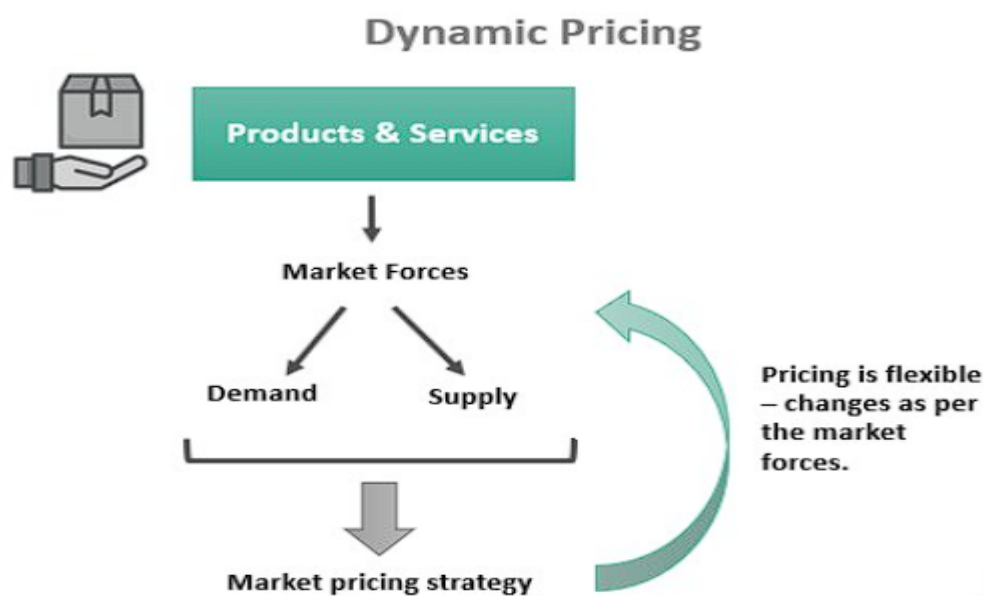 Dynamic Pricing
Products & Services
Market Forces
Demand
Supply
Pricing is flexible
– changes as per
the market
forces.
Market pricing strategy